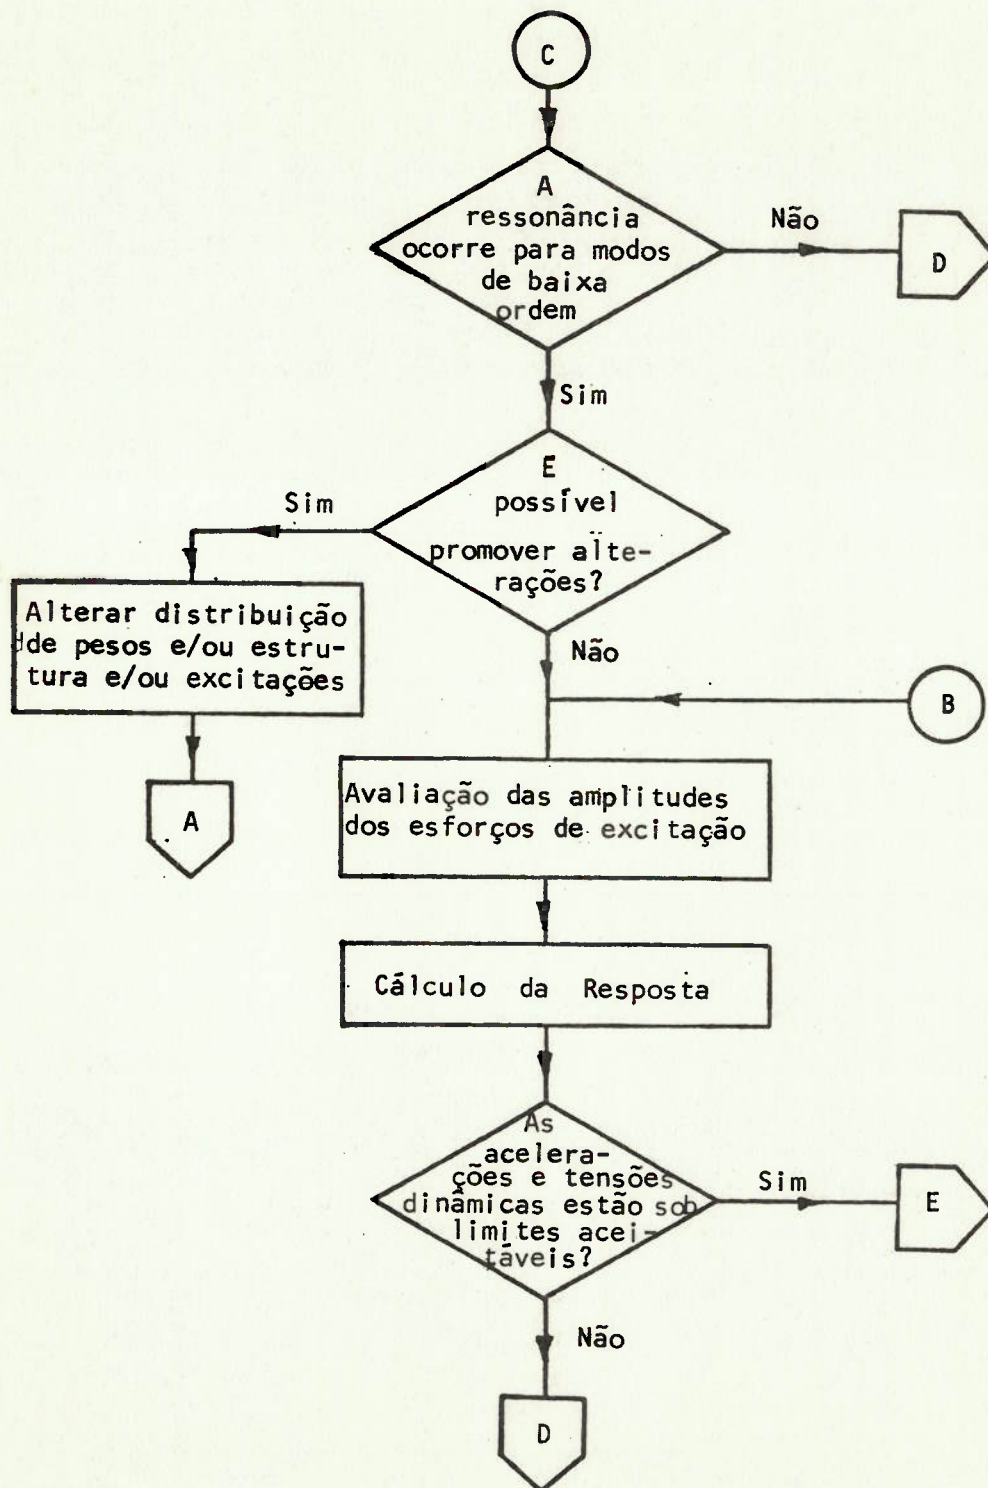 C
A
ressonância
ocorre para modos
de baixa
ordem
Não
D
Sim
E
possível
promover alte-
rações?
Sim
Alterar distribuição
de pesos e/ou estru-
tura e/ou excitações
A
Não
B
Avaliação das amplitudes
dos esforços de excitação
Cálculo da Resposta
As
acelera-
ções e tensões
dinâmicas estão sob
limites acei-
táveis?
Sim
E
Não
D